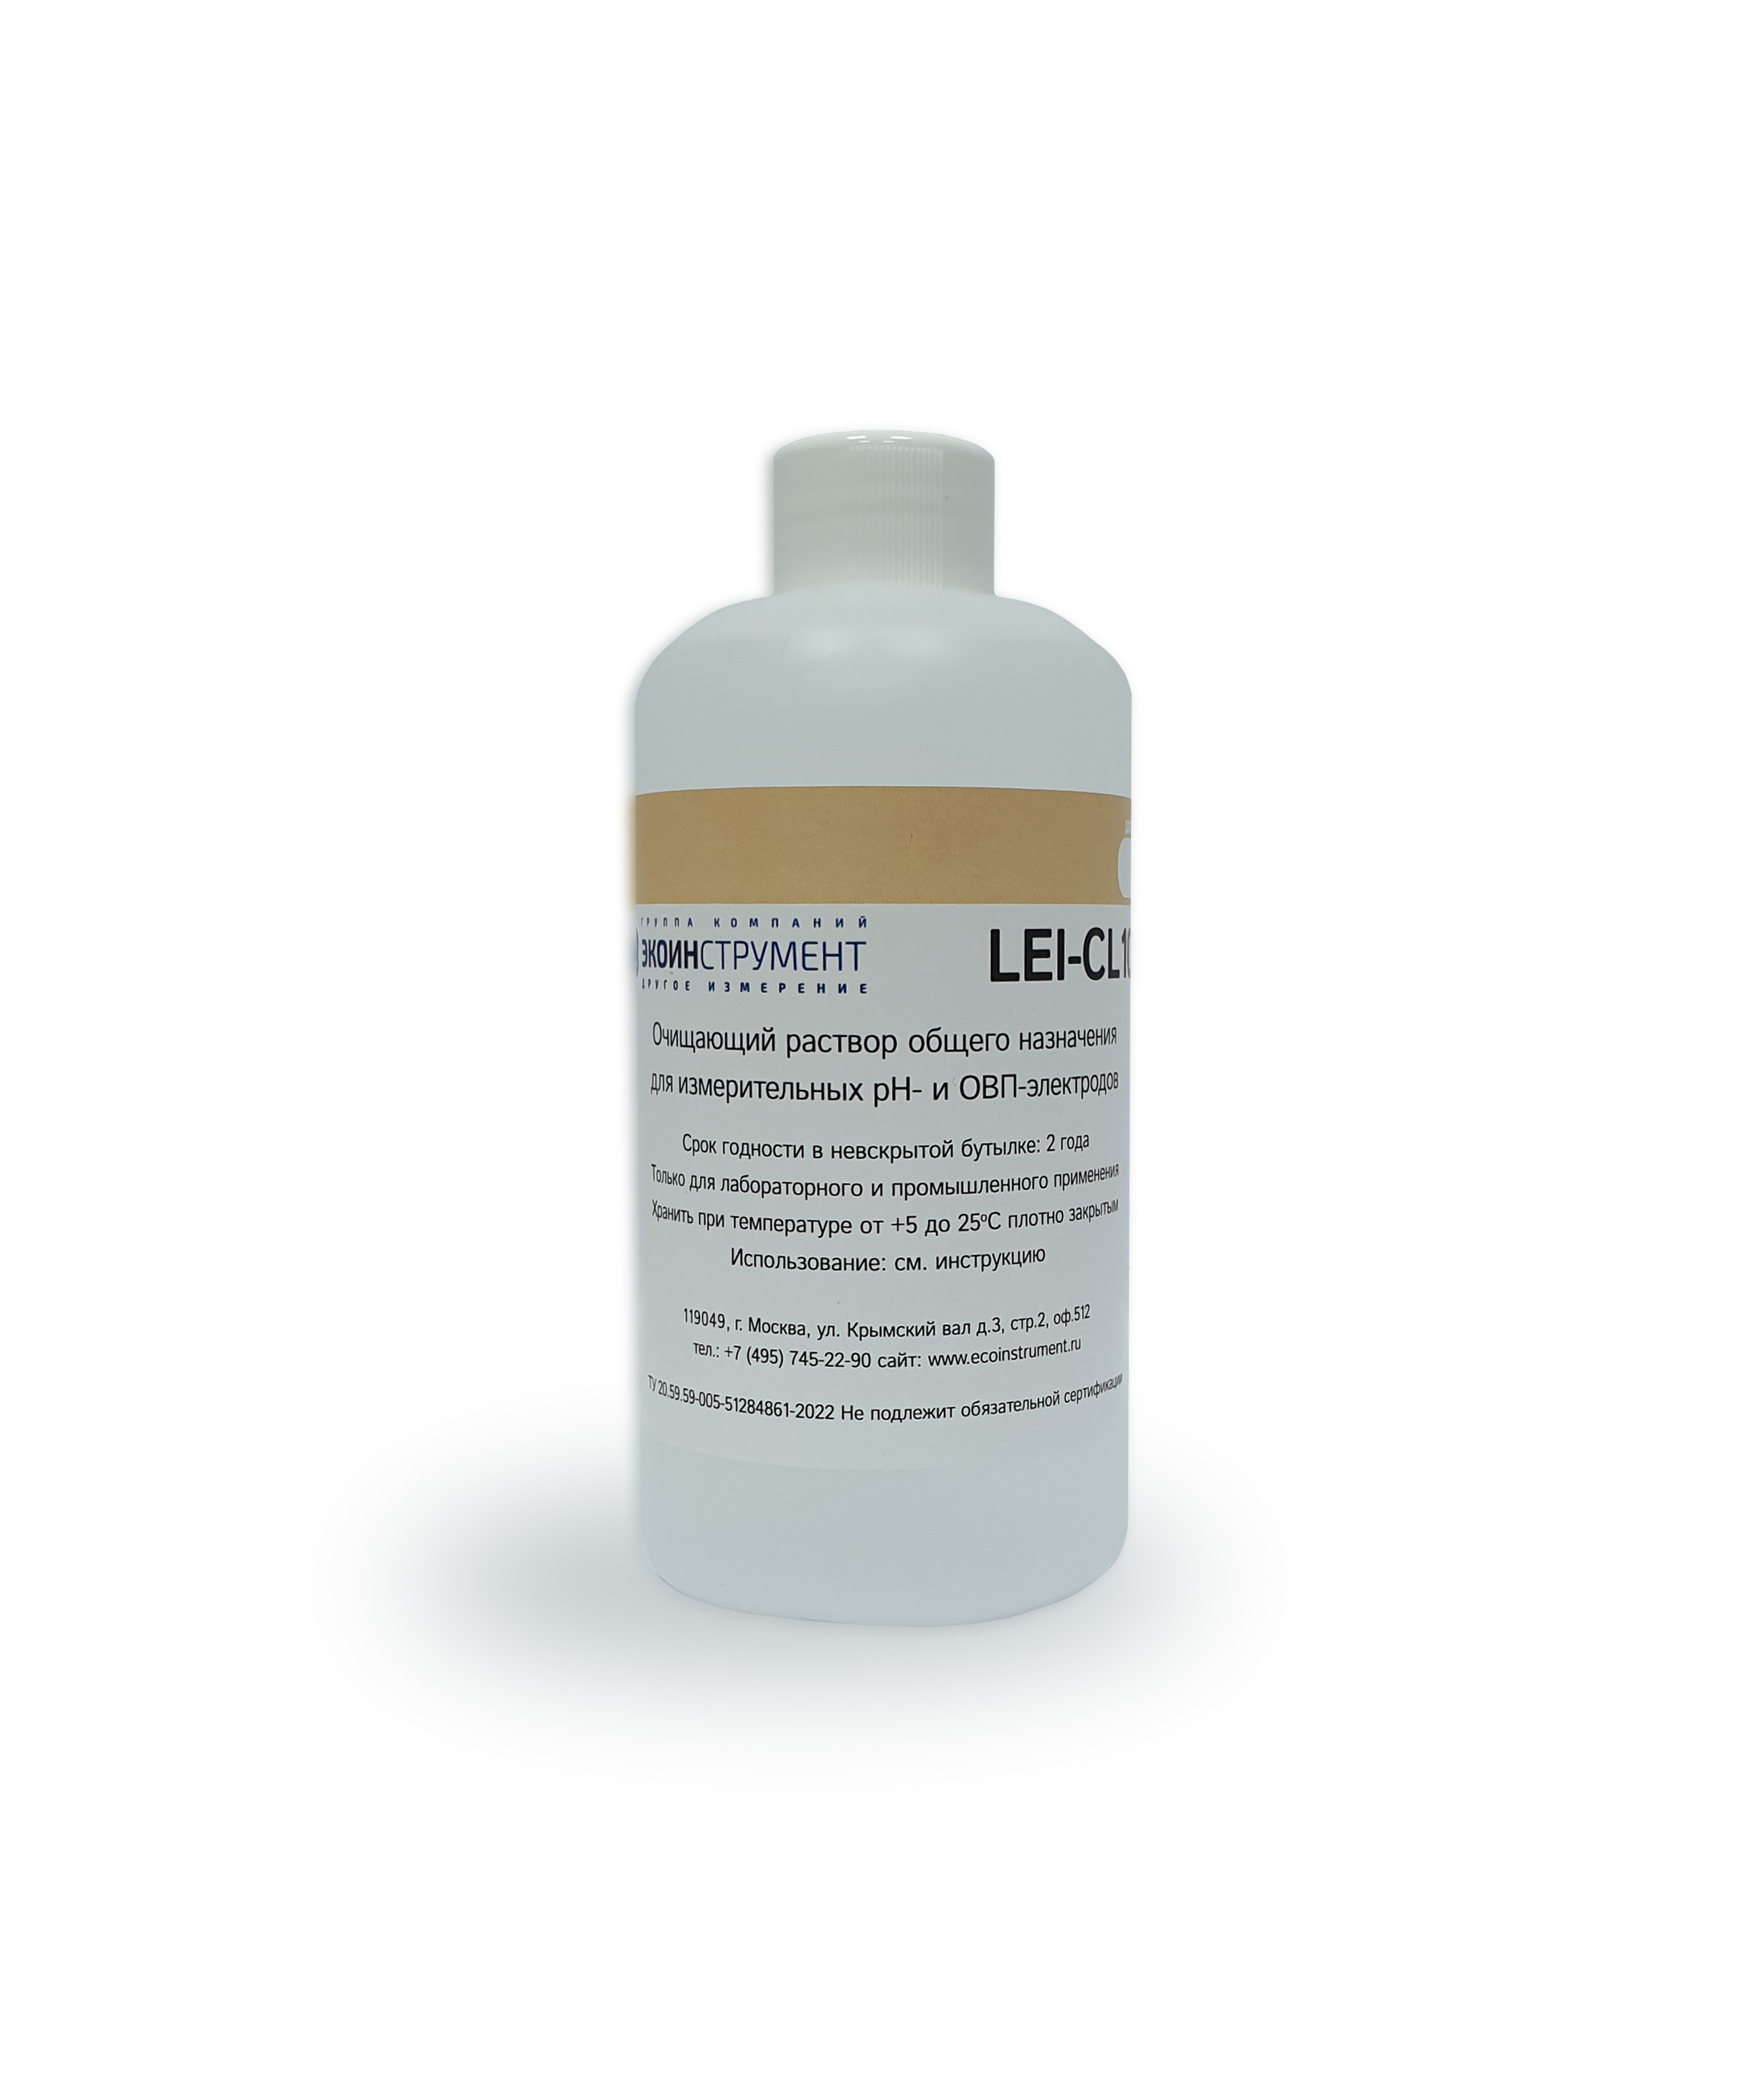 ГРУППА КОМПАНИЙ
ЭКОИНСТРУМЕНТ
ДРУГОЕ ИЗМЕРЕНИЕ
LEI-CL10
Очищающий раствор общего назначения
для измерительных pH- и ОВП-электродов
Срок годности в невскрытой бутылке: 2 года
Только для лабораторного и промышленного применения
Хранить при температуре от +5 до 25ºС плотно закрытым
Использование: см. инструкцию
119049, г. Москва, ул. Крымский вал д.3, стр.2, оф.512
тел.: +7 (495) 745-22-90 сайт: www.ecoinstrument.ru
ТУ 20.59.59-005-51284861-2022 Не подлежит обязательной сертификации